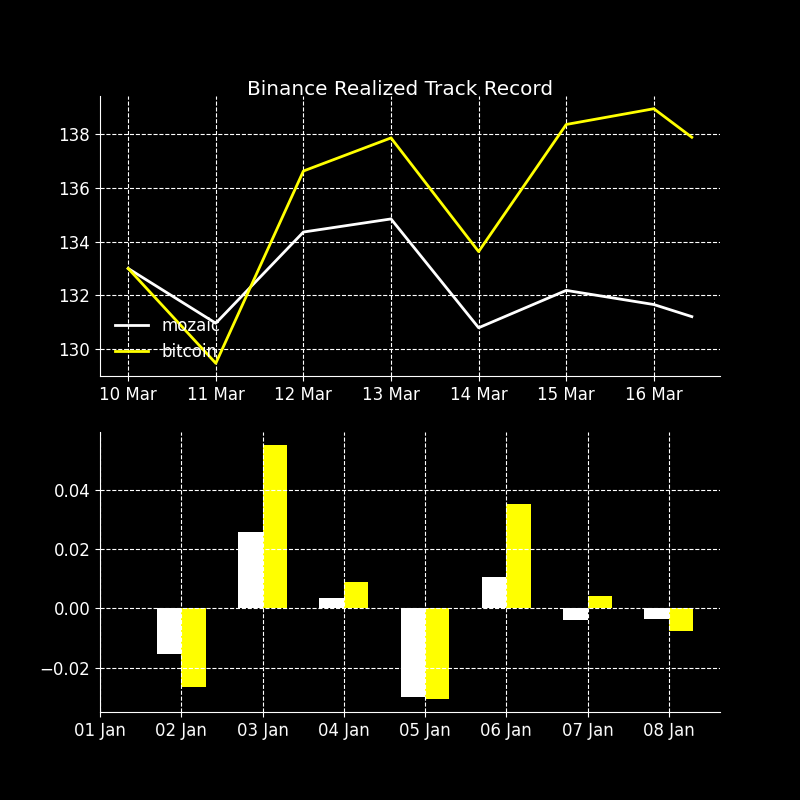 Binance Realized Track Record
138
136
134
132
130
mozaic
bitcoin
10 Mar 11 Mar 12 Mar 13 Mar 14 Mar 15 Mar 16 Mar
0.04
0.02
0.00
−0.02
01 Jan 02 Jan 03 Jan 04 Jan 05 Jan 06 Jan 07 Jan 08 Jan